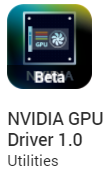 GPU
Beta
NVIDIA GPU
Driver 1.0
Utilities